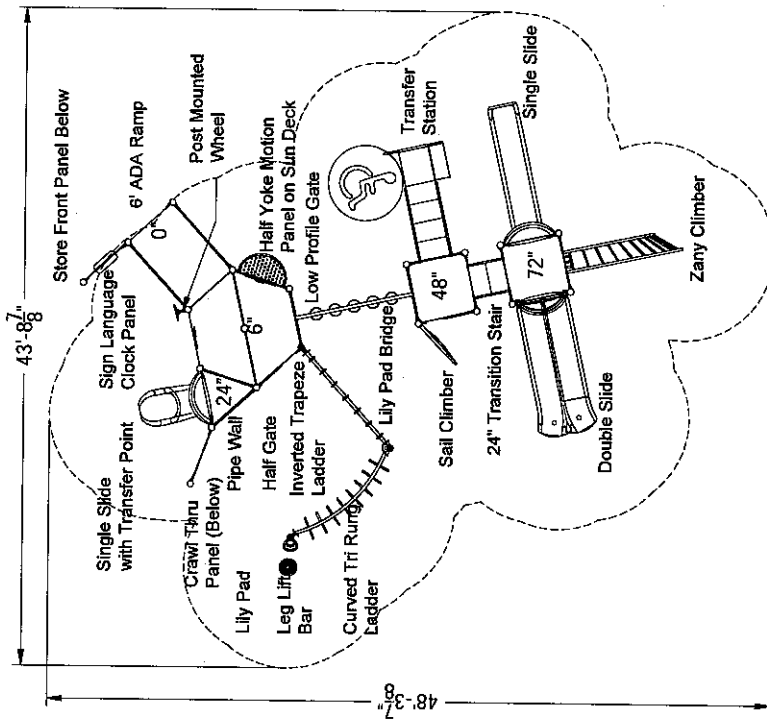 43'-8 7/8"
Store Front Panel Below
6' ADA Ramp
Post Mounted
Wheel
0"
Sign Language
Clock Panel
Half Yoke Motion
Panel on Sun Deck
Low Profile Gate
6"
24"
Single Slide
with Transfer Point
Crawl Thru
Panel (Below)
Pipe Wall
Half Gate
Inverted Trapeze
Ladder
Lily Pad
Leg Lift
Bar
Curved Tri Rung
Ladder
Lily Pad Bridge
Sail Climber
24" Transition Stair
Double Slide
48"
72"
Transfer
Station
Single Slide
Zany Climber
48'-3 7/8"